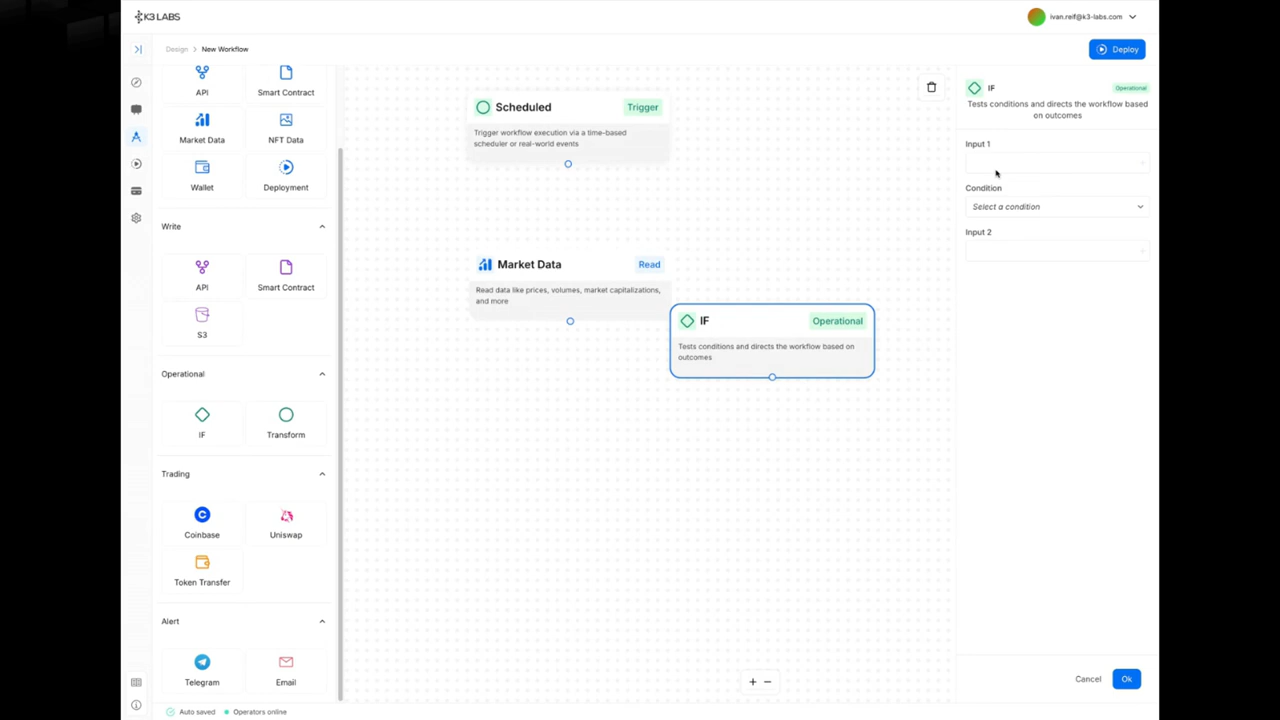 K3 LABS
ivan.reif@k3-labs.com
Design > New Workflow
Deploy
API
Smart Contract
Market Data
NFT Data
Wallet
Deployment
Write
API
Smart Contract
S3
Operational
IF
Transform
Trading
Coinbase
Uniswap
Token Transfer
Alert
Telegram
Email
Auto saved
Operators online
Scheduled
Trigger
Trigger workflow execution via a time-based
scheduler or real-world events
Market Data
Read
Read data like prices, volumes, market capitalizations,
and more
IF
Operational
Tests conditions and directs the workflow based on
outcomes
IF
Operational
Tests conditions and directs the workflow based
on outcomes
Input 1
Condition
Select a condition
Input 2
Cancel
Ok